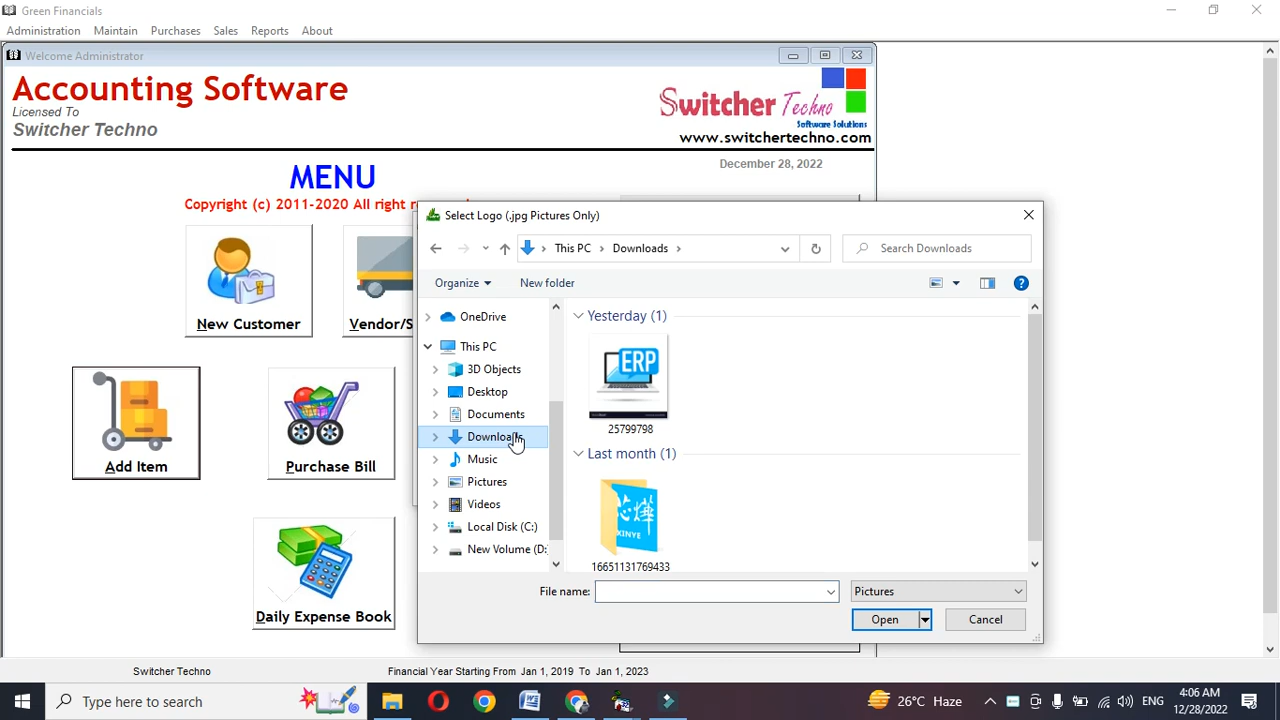 Green Financials
Administration Maintain Purchases Sales Reports About
Welcome Administrator
Accounting Software
Licensed To
Switcher Techno
Switcher Techno
Software Solutions
www.switchertechno.com
December 28, 2022
MENU
Copyright (c) 2011-2020 All right r
New Customer
Vendor/S
Add Item
Purchase Bill
Daily Expense Book
Select Logo (.jpg Pictures Only)
This PC Downloads
Search Downloads
Organize New folder
OneDrive
This PC
3D Objects
Desktop
Documents
Downloads
Music
Pictures
Videos
Local Disk (C:)
New Volume (D:
Yesterday (1)
ERP
25799798
Last month (1)
芯烨
XINYE
16651131769433
File name:
Pictures
Open Cancel
Switcher Techno Financial Year Starting From Jan 1, 2019 To Jan 1, 2023
Type here to search
26°C Haze
ENG
4:06 AM
12/28/2022